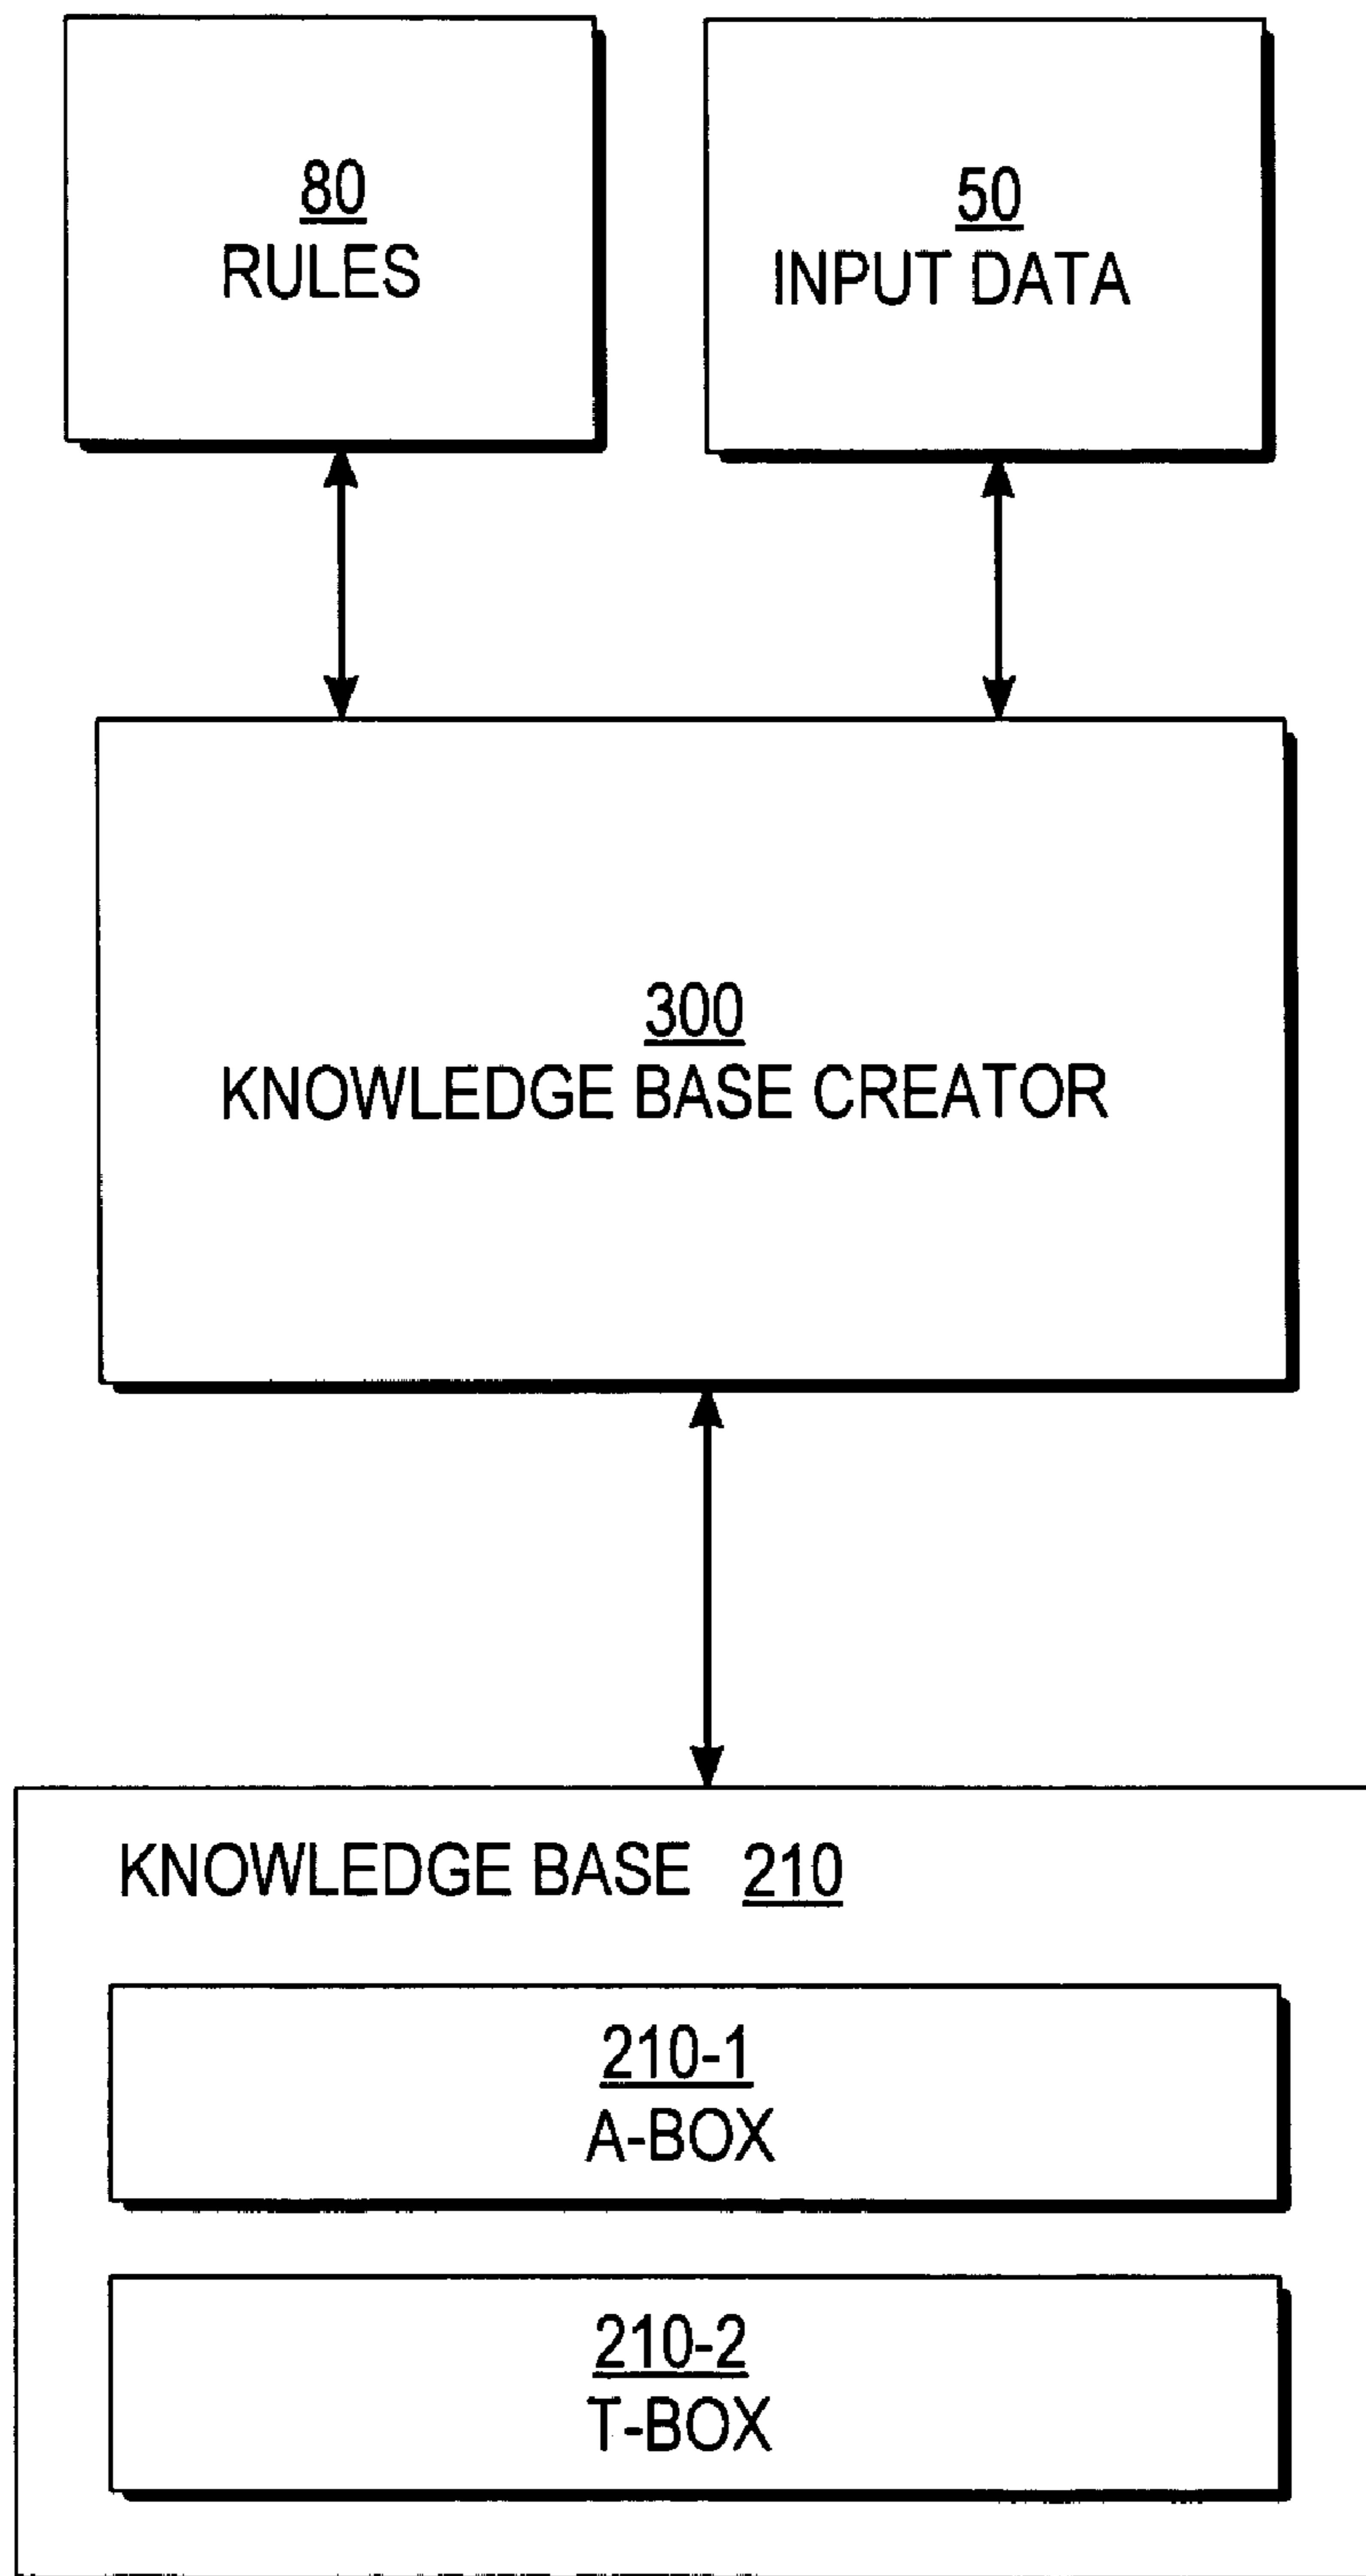 80
RULES
50
INPUT DATA
300
KNOWLEDGE BASE CREATOR
KNOWLEDGE BASE 210
210-1
A-BOX
210-2
T-BOX